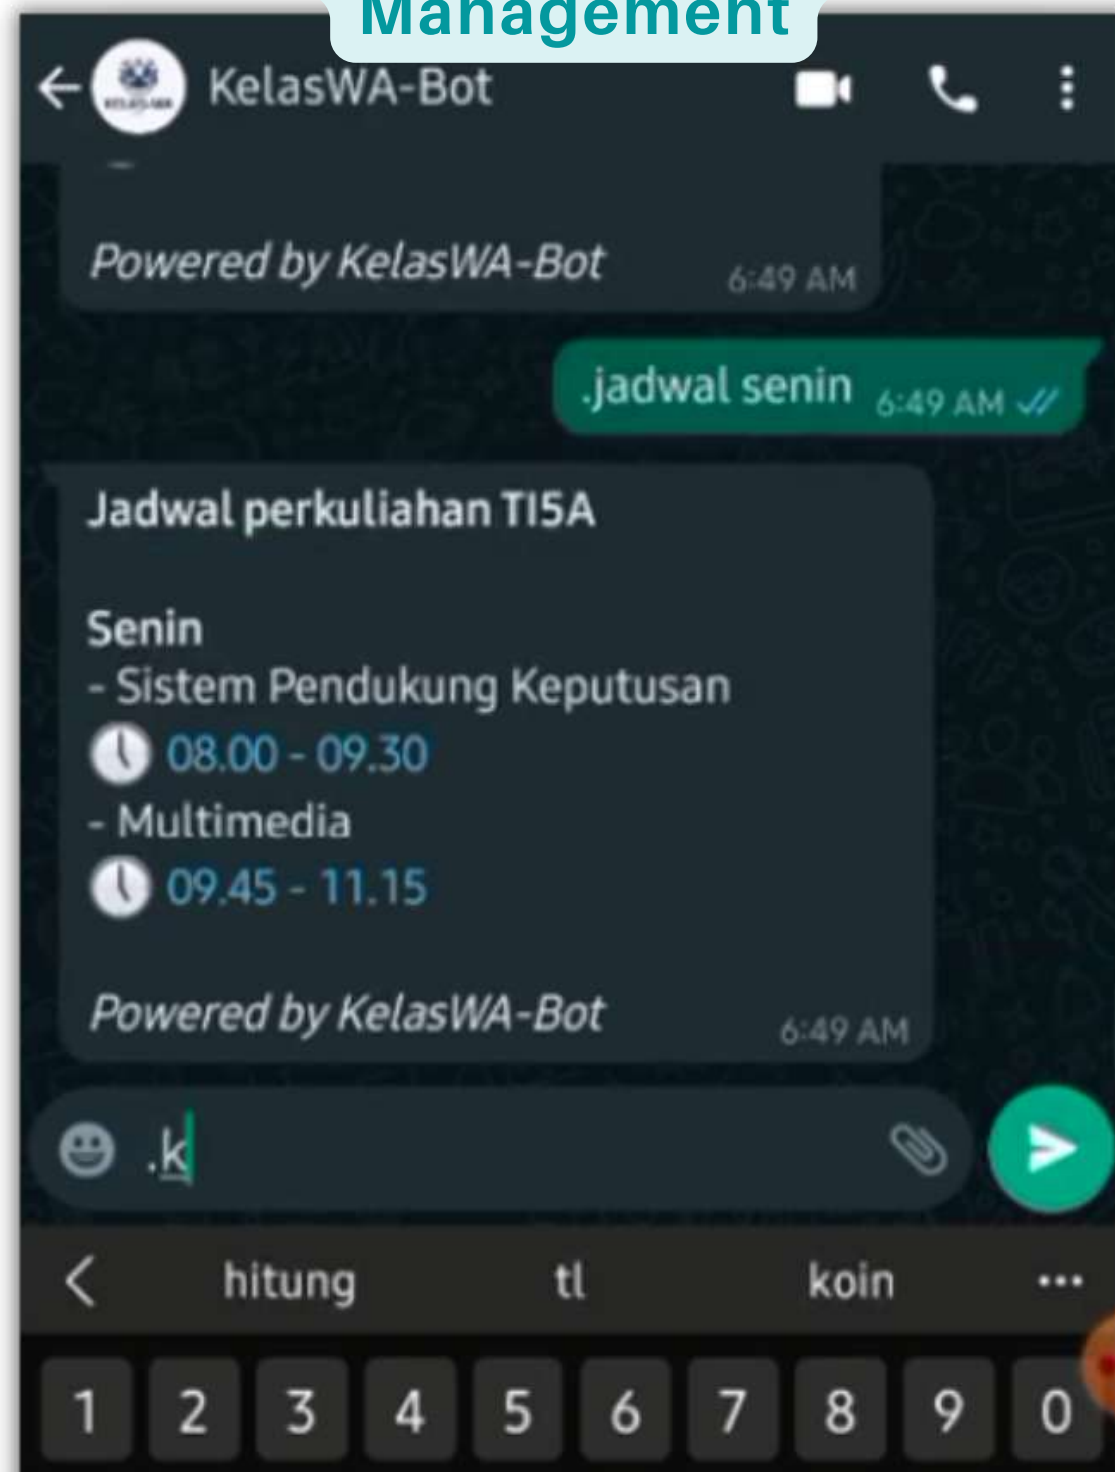 Management
KelasWA-Bot
Powered by KelasWA-Bot
6:49 AM
.jadwal senin 6:49 AM
Jadwal perkuliahan TI5A
Senin
- Sistem Pendukung Keputusan
08.00 - 09.30
- Multimedia
09.45 - 11.15
Powered by KelasWA-Bot
6:49 AM
.k
hitung tl koin
1 2 3 4 5 6 7 8 9 0